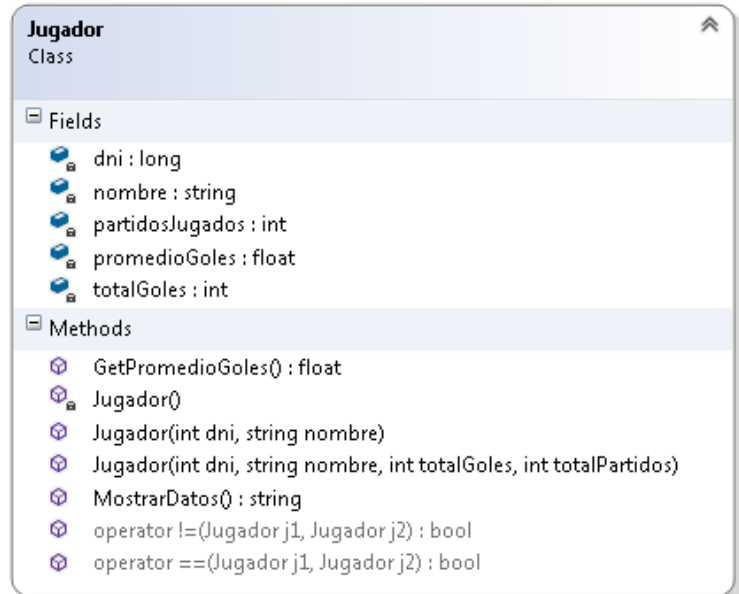 Jugador
Class
Fields
dni : long
nombre : string
partidosJugados : int
promedioGoles : float
totalGoles : int
Methods
GetPromedioGoles() : float
Jugador()
Jugador(int dni, string nombre)
Jugador(int dni, string nombre, int totalGoles, int totalPartidos)
MostrarDatos() : string
operator !=(Jugador j1, Jugador j2) : bool
operator ==(Jugador j1, Jugador j2) : bool